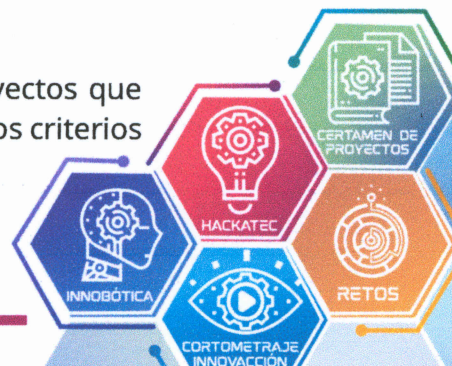 yectos que
os criterios
CERTAMEN DE
PROYECTOS
HACKATEC
INNOBÓTICA
RETOS
CORTOMETRAJE
INNOVACCIÓN